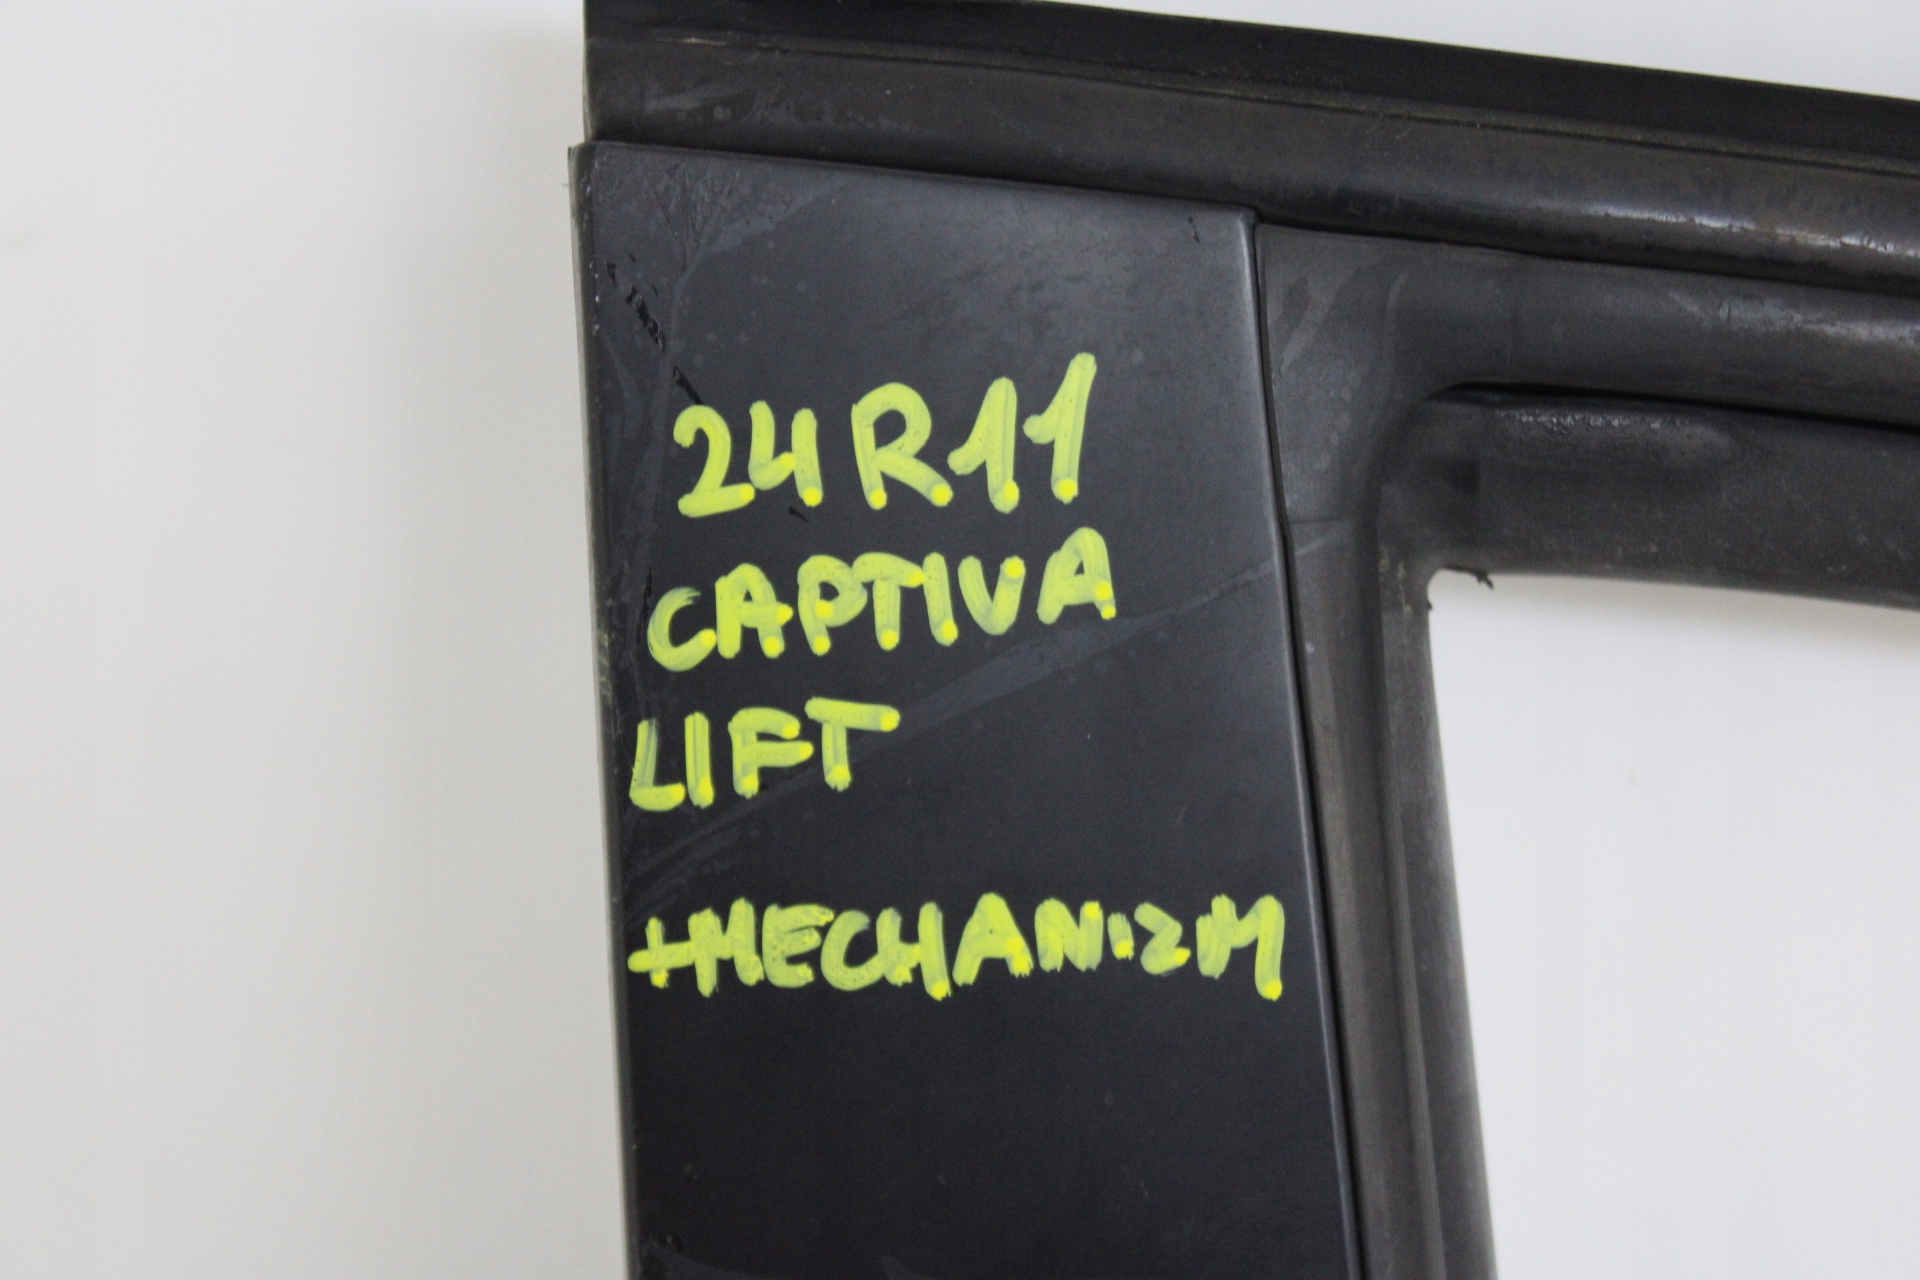 24R11
CAPTIVA
LIFT
+MECHANIZM